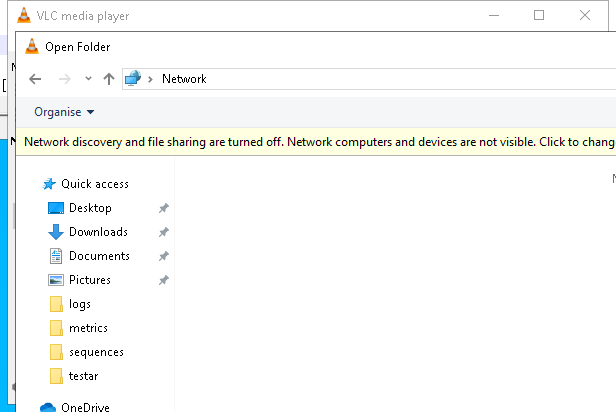 VLC media player
Open Folder
Network
Organise
Network discovery and file sharing are turned off. Network computers and devices are not visible. Click to chang
Quick access
Desktop
Downloads
Documents
Pictures
logs
metrics
sequences
testar
OneDrive